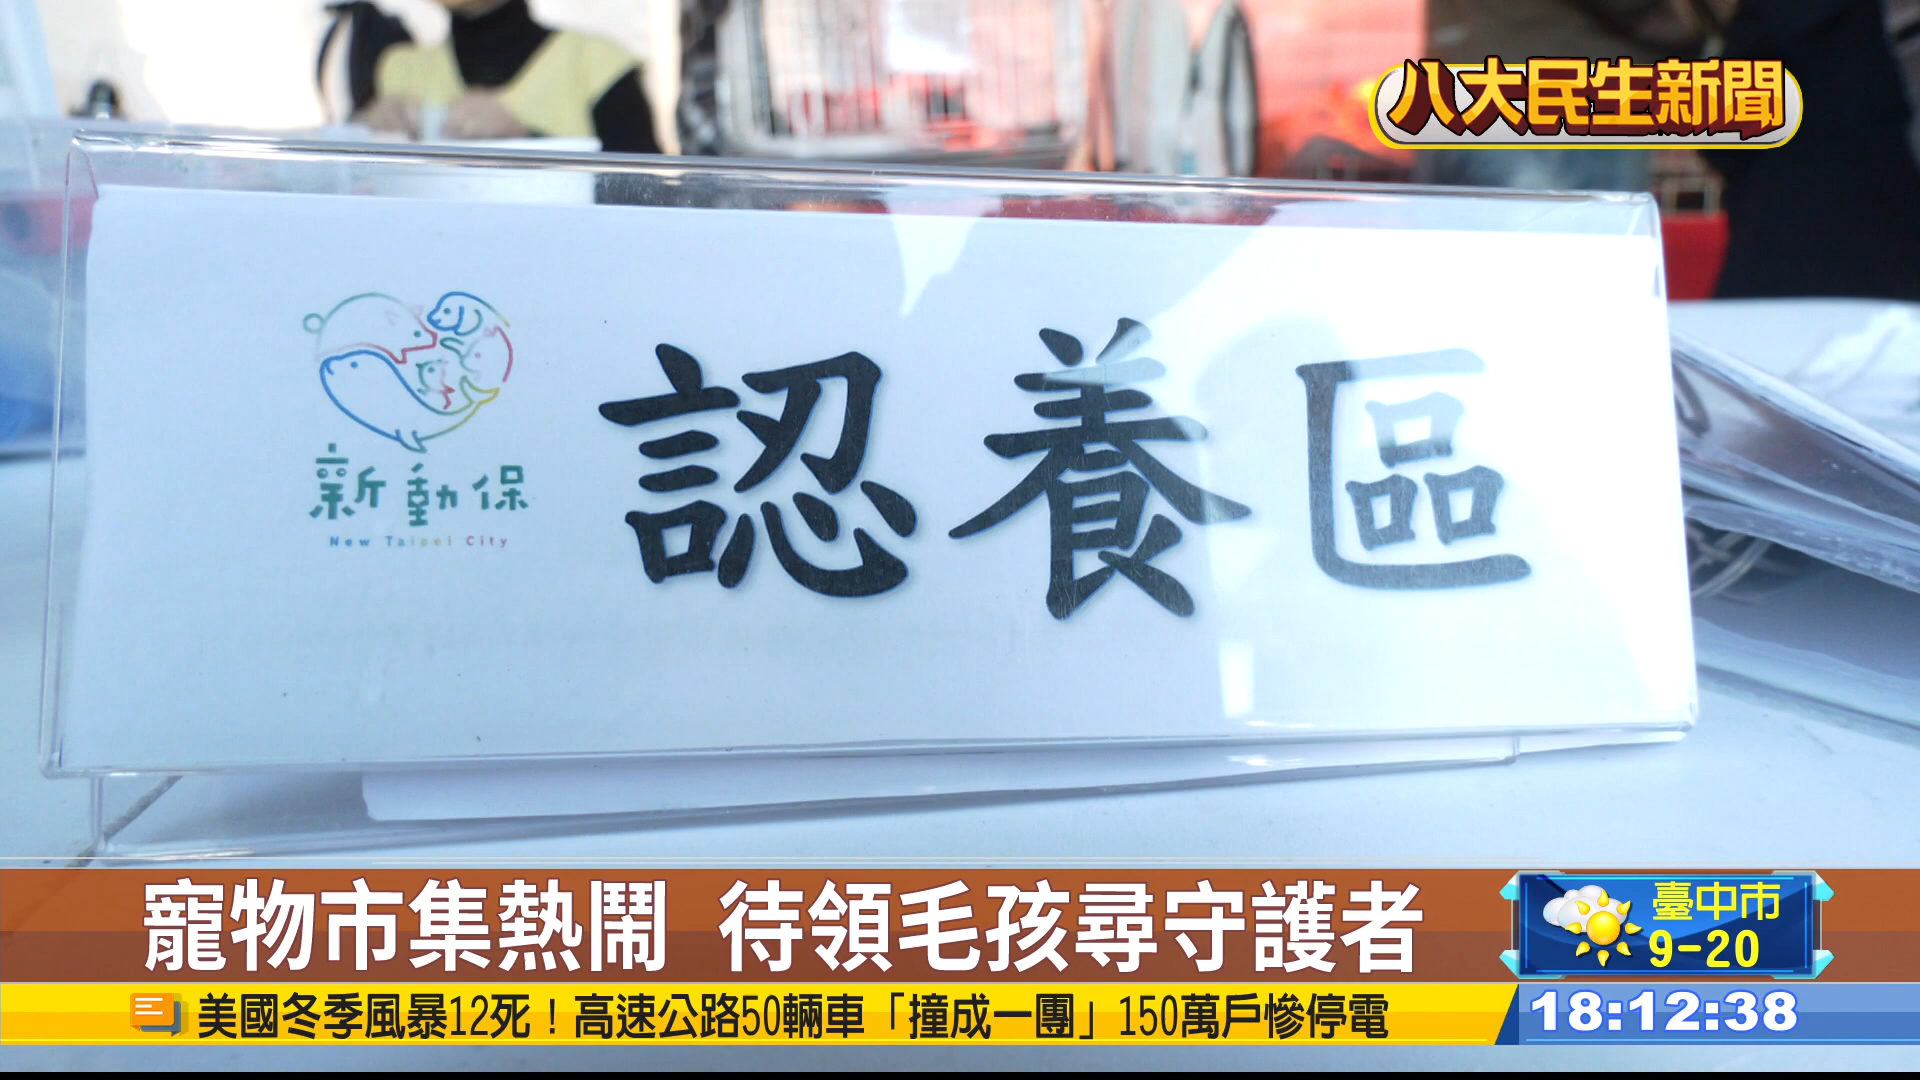 八大民生新聞
認養區
新動保
New Taipei City
寵物市集熱鬧 待領毛孩尋守護者
臺中市
9-20
美國冬季風暴12死！高速公路50輛車「撞成一團」150萬戶慘停電
18:12:38